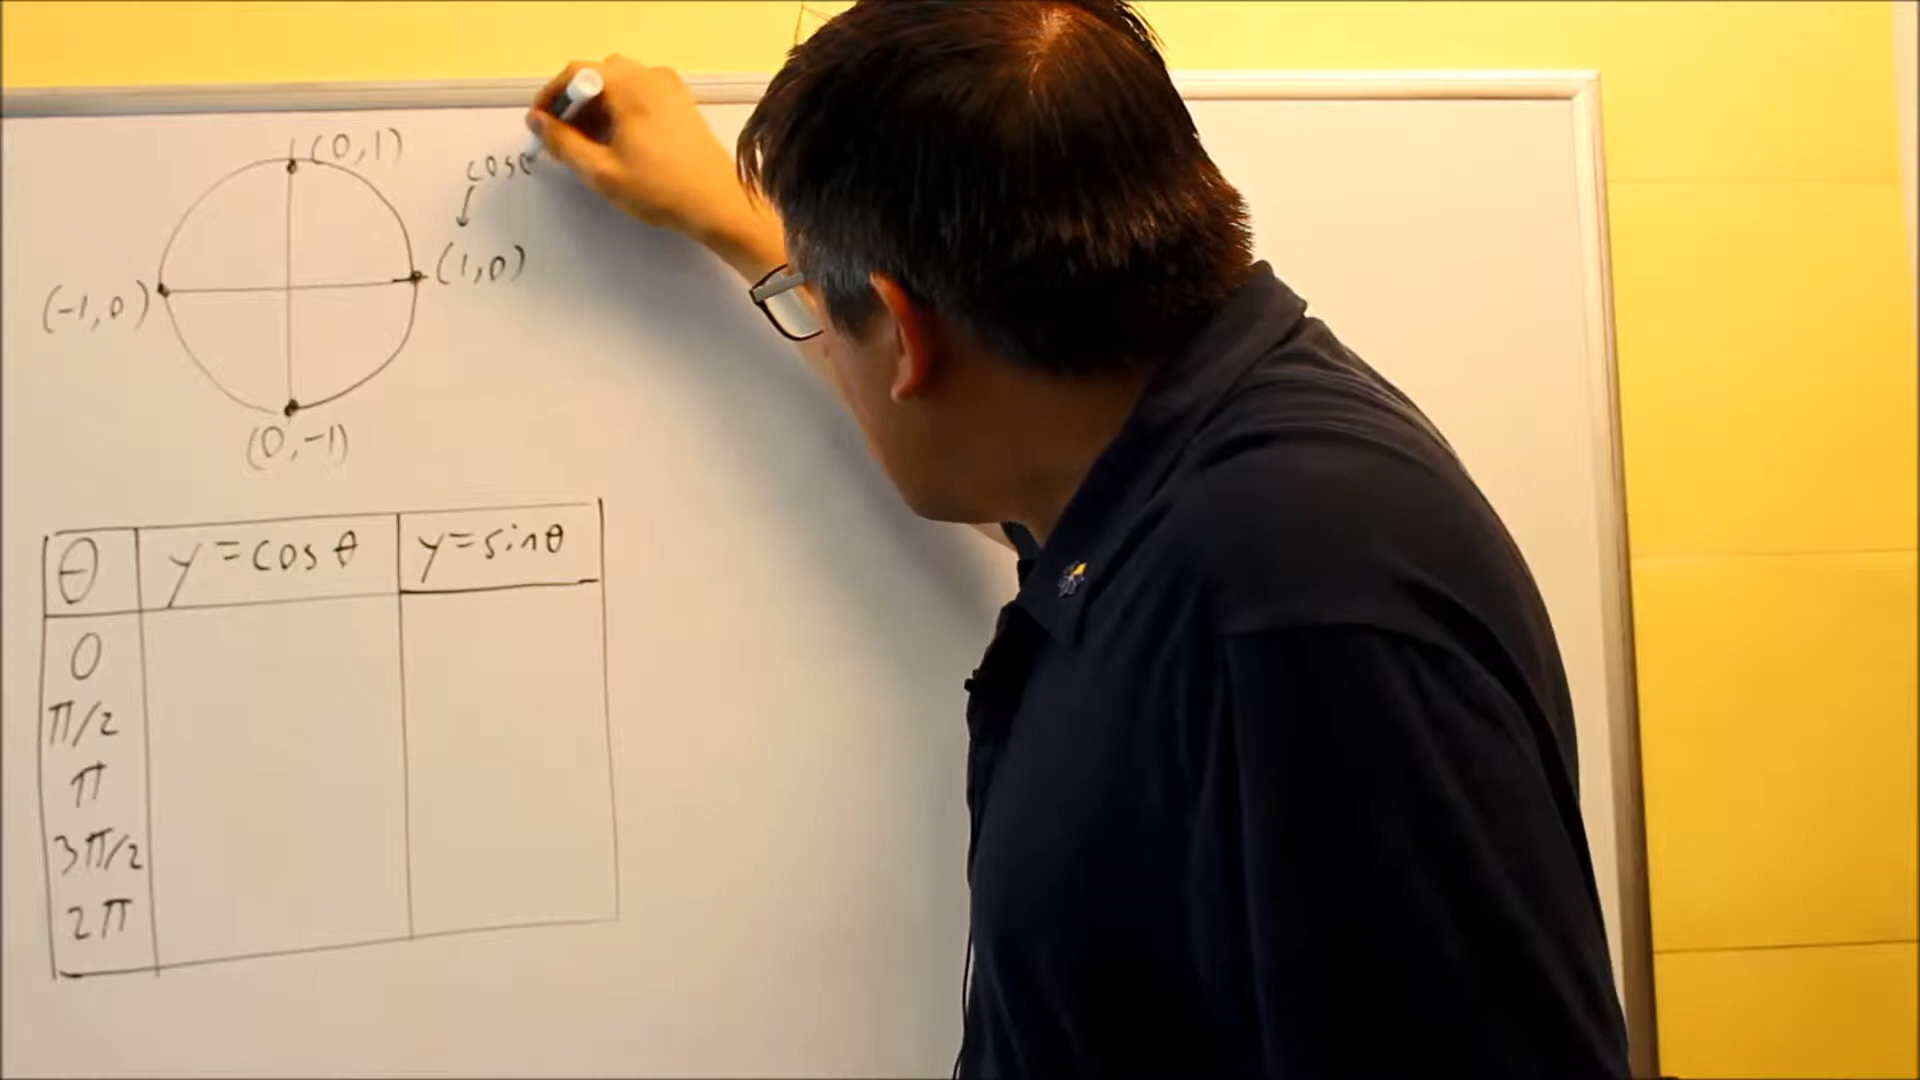 (0,1)
cosθ
(-1,0)
(1,0)
(0,-1)
θ y=cosθ y=sinθ
0
π/2
π
3π/2
2π